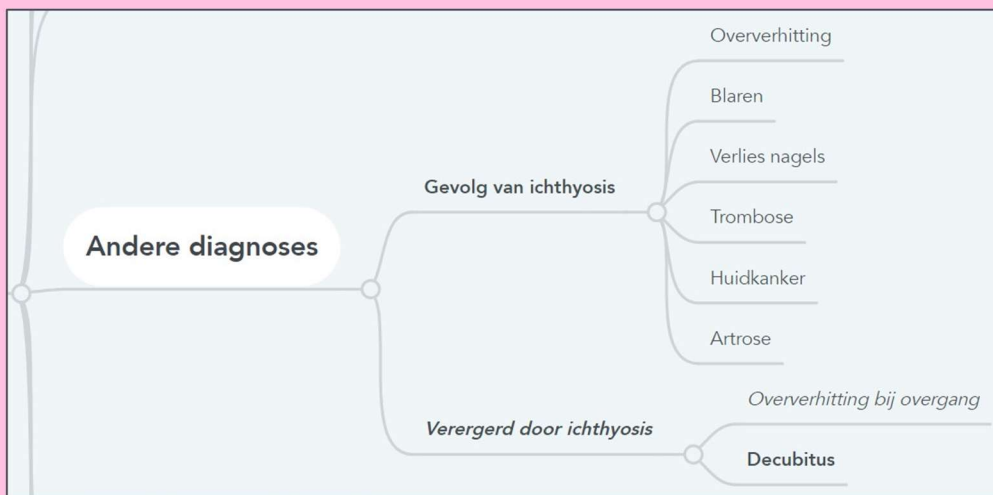 Andere diagnoses
Gevolg van ichthyosis
Oververhitting
Blaren
Verlies nagels
Trombose
Huidkanker
Artrose
Verergerd door ichthyosis
Oververhitting bij overgang
Decubitus